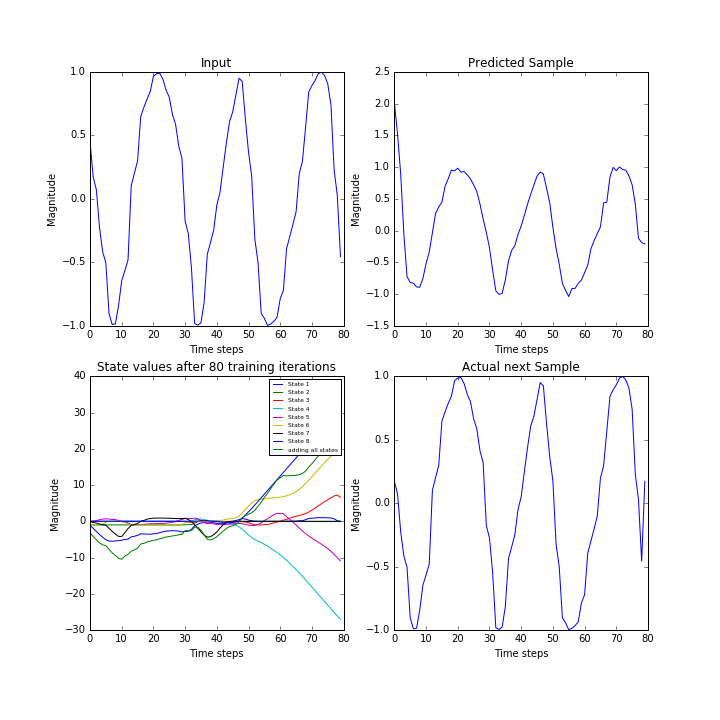 Input
1.0
0.5
0.0
−0.5
−1.0
Magnitude
0 10 20 30 40 50 60 70 80
Time steps
Predicted Sample
2.5
2.0
1.5
1.0
0.5
0.0
−0.5
−1.0
−1.5
Magnitude
0 10 20 30 40 50 60 70 80
Time steps
State values after 80 training iterations
40
30
20
10
0
−10
−20
−30
Magnitude
0 10 20 30 40 50 60 70 80
Time steps
State 1
State 2
State 3
State 4
State 5
State 6
State 7
State 8
adding all states
Actual next Sample
1.0
0.5
0.0
−0.5
−1.0
Magnitude
0 10 20 30 40 50 60 70 80
Time steps